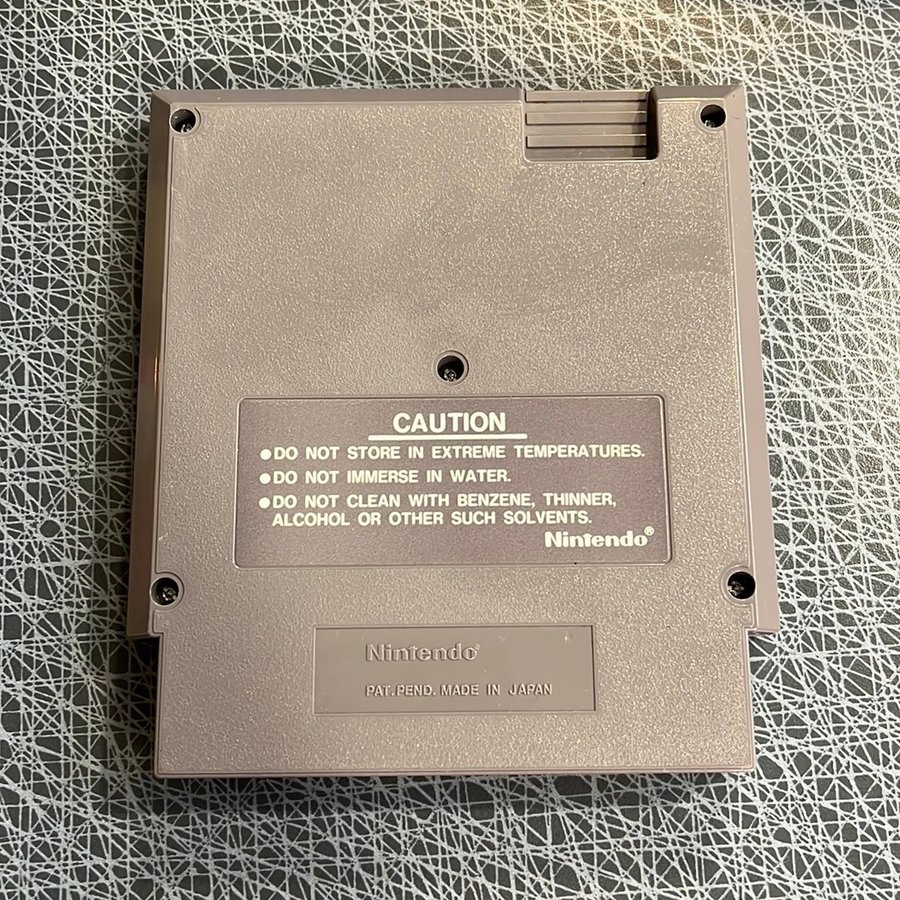 CAUTION
●DO NOT STORE IN EXTREME TEMPERATURES.
●DO NOT IMMERSE IN WATER.
●DO NOT CLEAN WITH BENZENE, THINNER,
ALCOHOL OR OTHER SUCH SOLVENTS.
Nintendo®
Nintendo®
PAT. PEND. MADE IN JAPAN